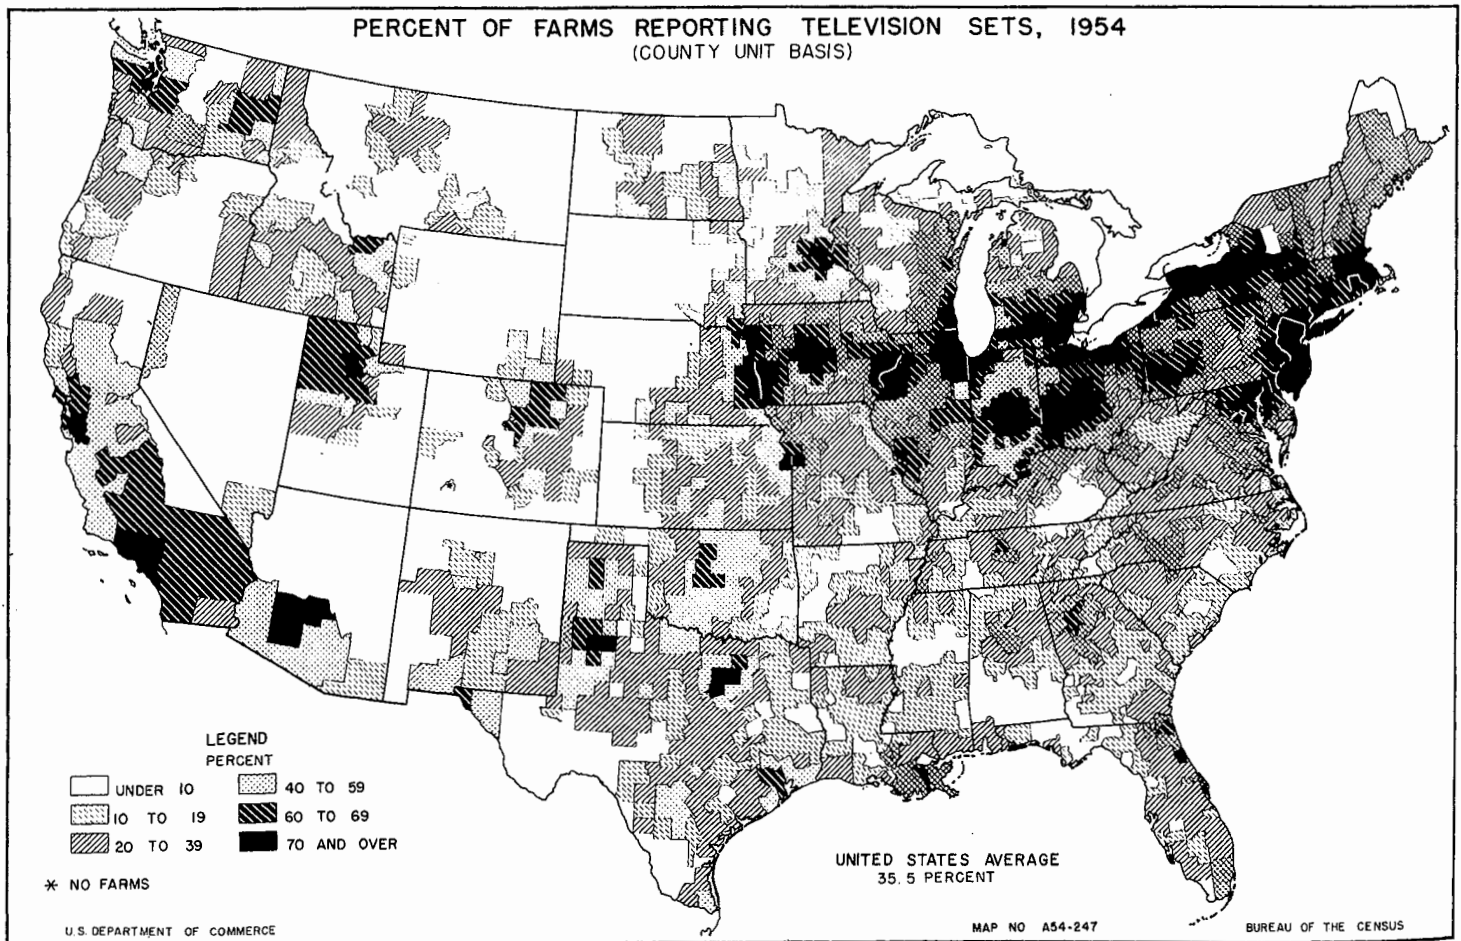 PERCENT OF FARMS REPORTING TELEVISION SETS, 1954
(COUNTY UNIT BASIS)
LEGEND
PERCENT
UNDER 10
10 TO 19
20 TO 39
40 TO 59
60 TO 69
70 AND OVER
* NO FARMS
UNITED STATES AVERAGE
35.5 PERCENT
U.S. DEPARTMENT OF COMMERCE
MAP NO A54-247
BUREAU OF THE CENSUS